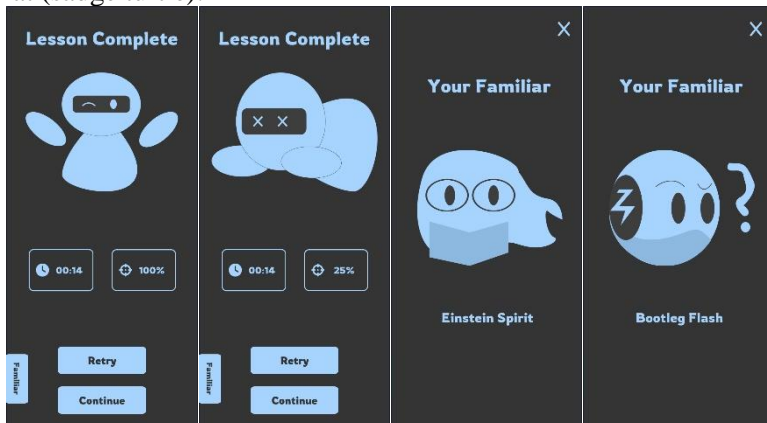 Lesson Complete
00:14
100%
Retry
Familiar
Continue
Lesson Complete
00:14
25%
Retry
Familiar
Continue
X
Your Familiar
Einstein Spirit
X
Your Familiar
Bootleg Flash